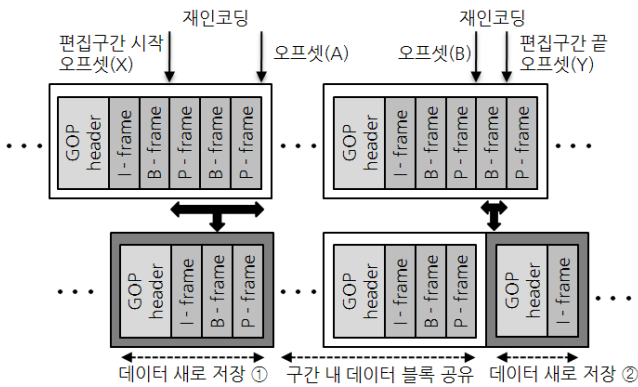 재인코딩
재인코딩
편집구간 시작
오프셋(X)
오프셋(A)
오프셋(B)
편집구간 끝
오프셋(Y)
• • •
GOP
header
I - frame
B - frame
P - frame
B - frame
P - frame
• • •
GOP
header
I - frame
B - frame
P - frame
B - frame
P - frame
• • •
• • •
GOP
header
I - frame
B - frame
P - frame
• • •
GOP
header
I - frame
B - frame
P - frame
GOP
header
I - frame
• • •
데이터 새로 저장 ①
구간 내 데이터 블록 공유
데이터 새로 저장 ②